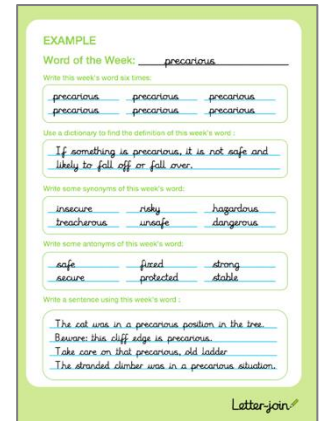 EXAMPLE
Word of the Week: precarious
Write this week's word six times:
precarious precarious precarious
precarious precarious precarious
Use a dictionary to find the definition of this week's word :
If something is precarious, it is not safe and
likely to fall off or fall over.
Write some synonyms of this week's word:
insecure risky hazardous
treacherous unsafe dangerous
Write some antonyms of this week's word:
safe fixed strong
secure protected stable
Write a sentence using this week's word :
The cat was in a precarious position in the tree.
Beware: this cliff edge is precarious.
Take care on that precarious, old ladder
The stranded climber was in a precarious situation.
Letter-join